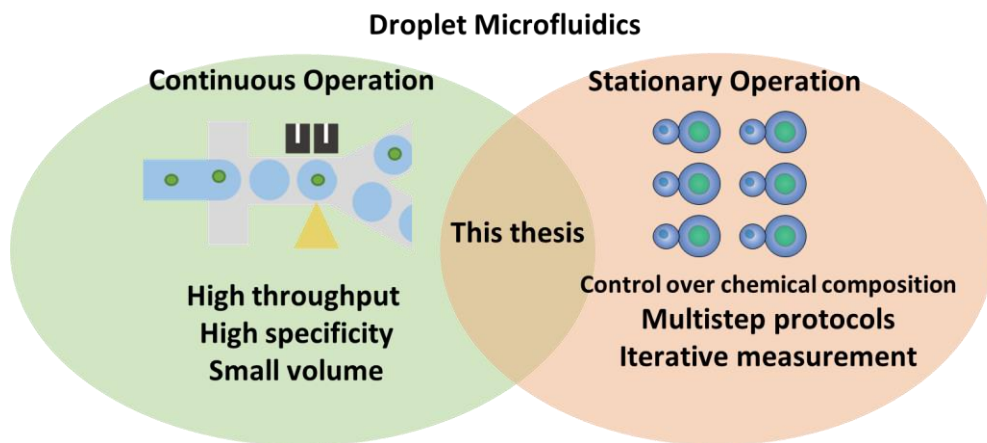 Droplet Microfluidics
Continuous Operation
High throughput
High specificity
Small volume
This thesis
Stationary Operation
Control over chemical composition
Multistep protocols
Iterative measurement